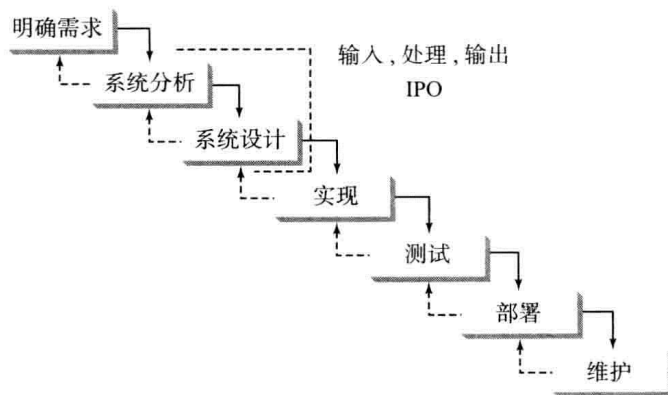 明确需求
系统分析
输入,处理,输出
IPO
系统设计
实现
测试
部署
维护